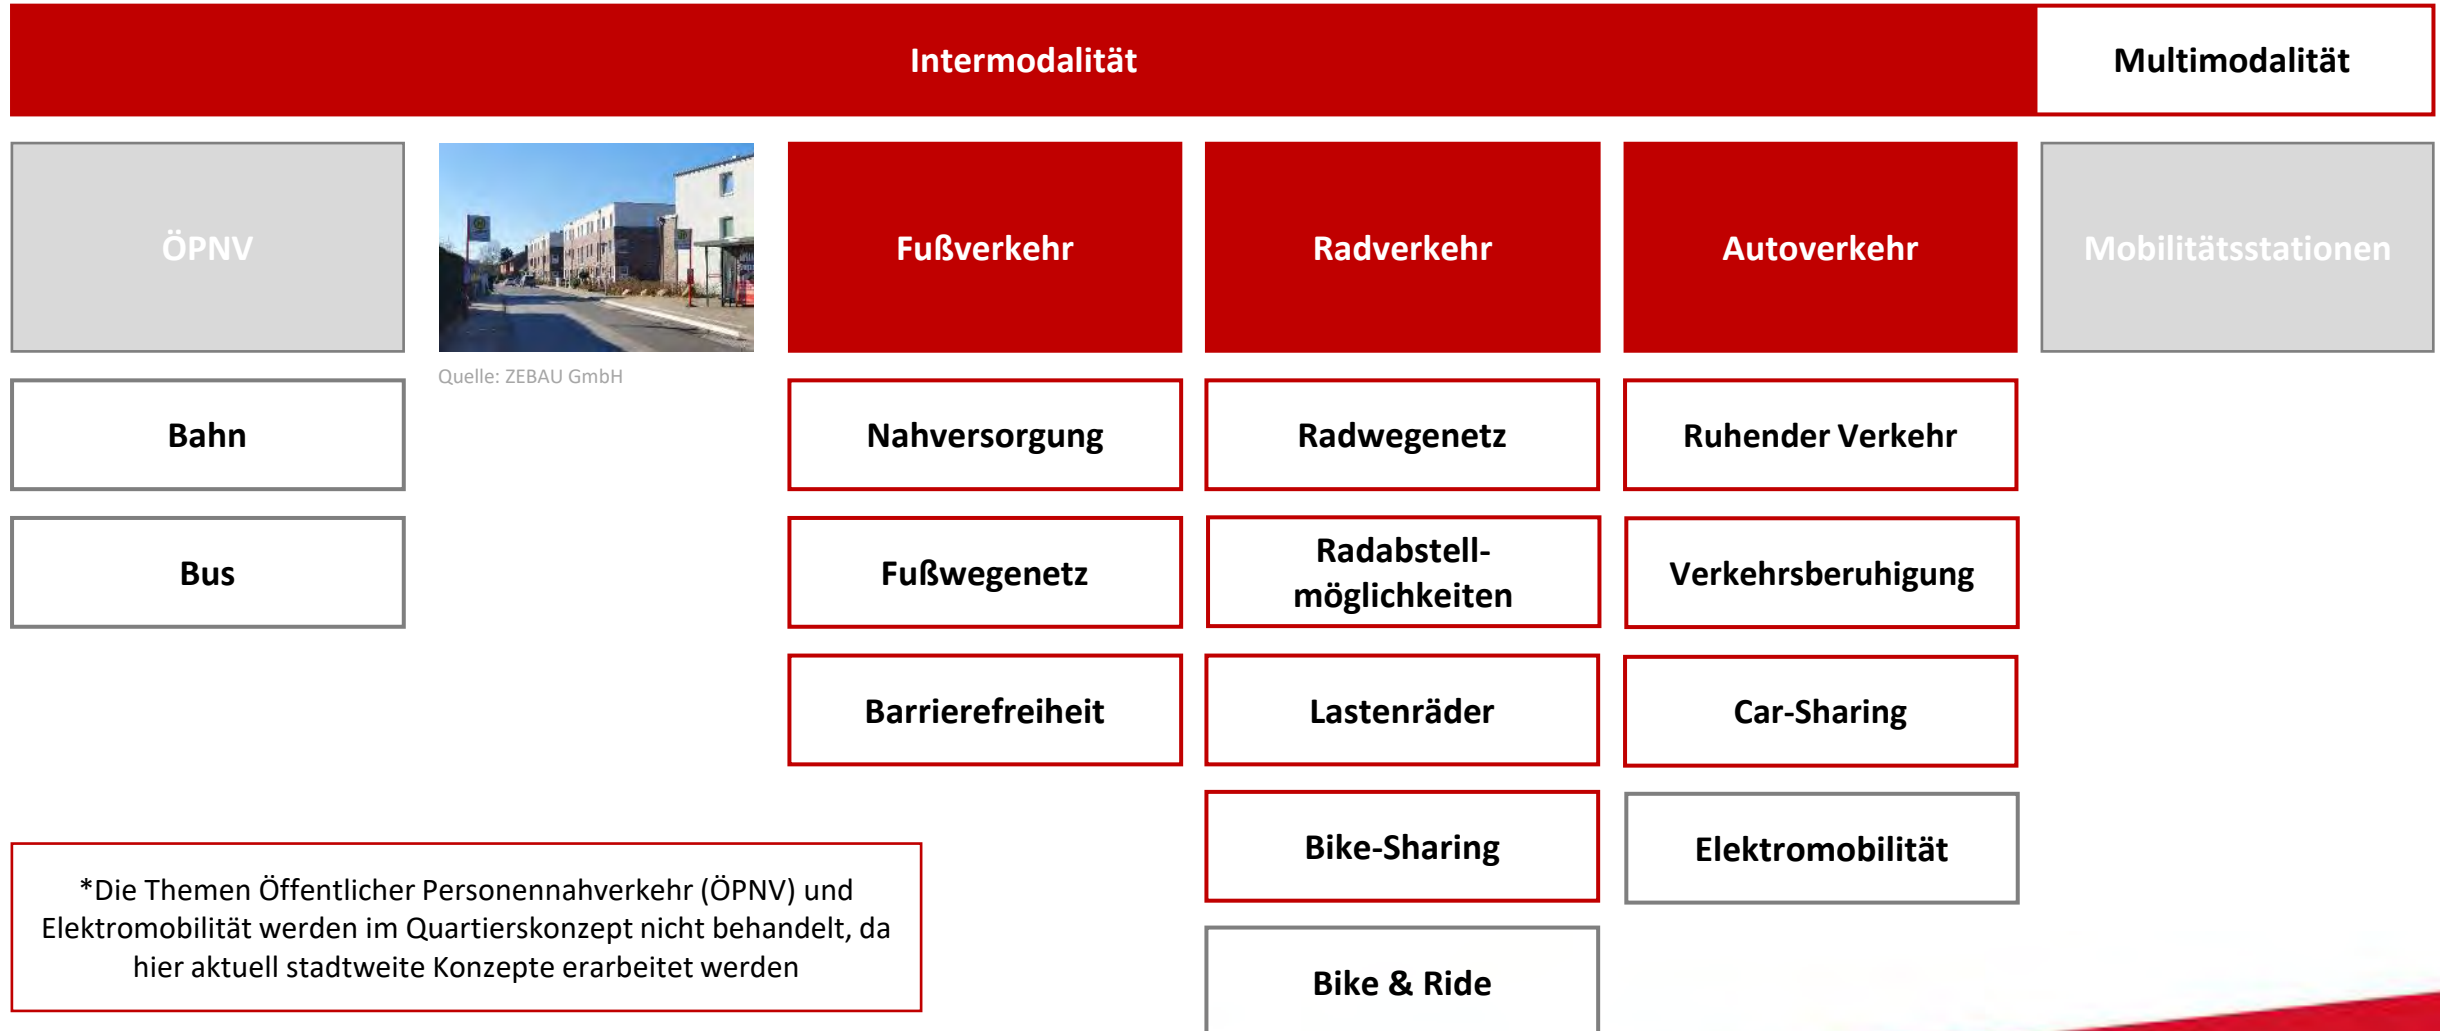 Intermodalität
Multimodalität
ÖPNV
Fußverkehr
Radverkehr
Autoverkehr
Mobilitätsstationen
Quelle: ZEBAU GmbH
Bahn
Nahversorgung
Radwegenetz
Ruhender Verkehr
Bus
Fußwegenetz
Radabstell-
möglichkeiten
Verkehrsberuhigung
Barrierefreiheit
Lastenräder
Car-Sharing
Bike-Sharing
Elektromobilität
*Die Themen Öffentlicher Personennahverkehr (ÖPNV) und
Elektromobilität werden im Quartierskonzept nicht behandelt, da
hier aktuell stadtweite Konzepte erarbeitet werden
Bike & Ride